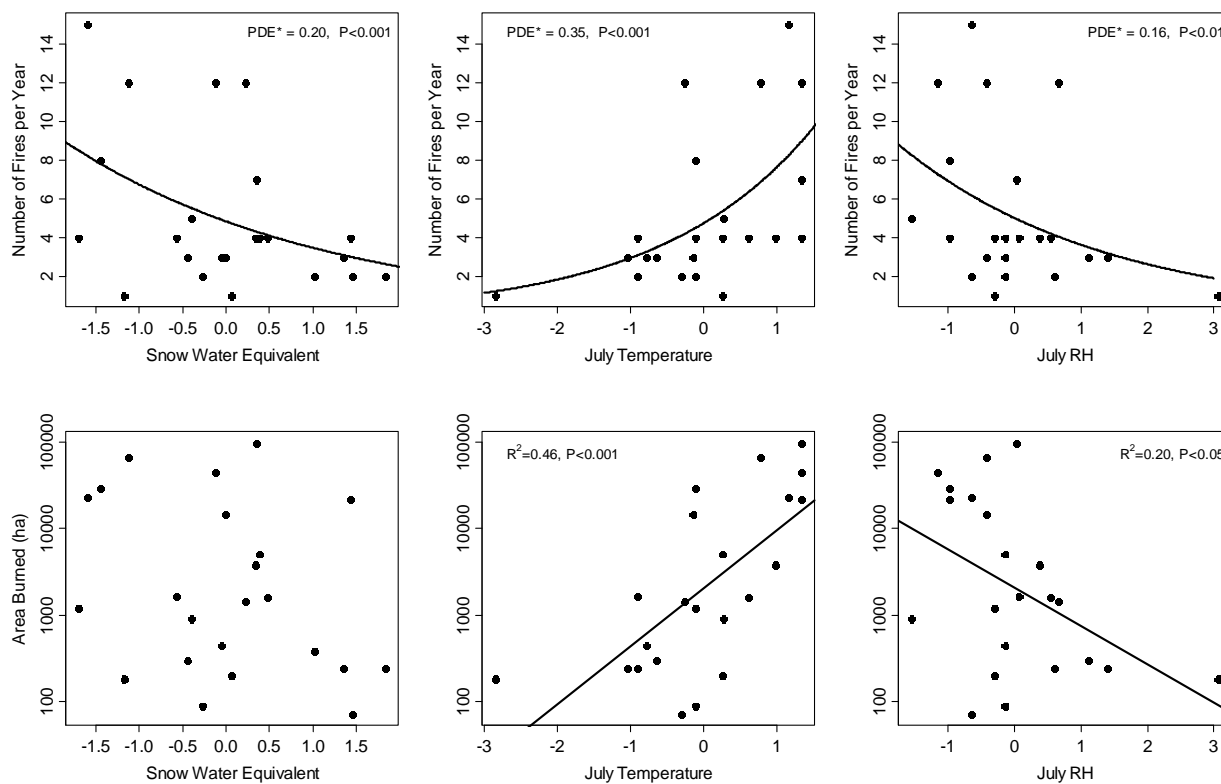 PDE* = 0.20, P<0.001
Number of Fires per Year
14
12
10
8
6
4
2
-1.5 -1.0 -0.5 0.0 0.5 1.0 1.5
Snow Water Equivalent
PDE* = 0.35, P<0.001
Number of Fires per Year
14
12
10
8
6
4
2
-3 -2 -1 0 1
July Temperature
PDE* = 0.16, P<0.01
Number of Fires per Year
14
12
10
8
6
4
2
-1 0 1 2 3
July RH
Area Burned (ha)
100000
10000
1000
100
-1.5 -1.0 -0.5 0.0 0.5 1.0 1.5
Snow Water Equivalent
R²=0.46, P<0.001
100000
10000
1000
100
-3 -2 -1 0 1
July Temperature
R²=0.20, P<0.05
100000
10000
1000
100
-1 0 1 2 3
July RH